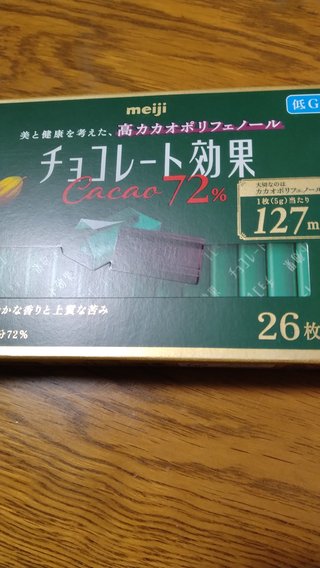 meiji
低G
美と健康を考えた、高カカオポリフェノール
チョコレート効果
Cacao 72%
大切なのは
カカオポリフェノール
1枚(5g)当たり
127m
かな香りと上質な苦み
分72%
26枚